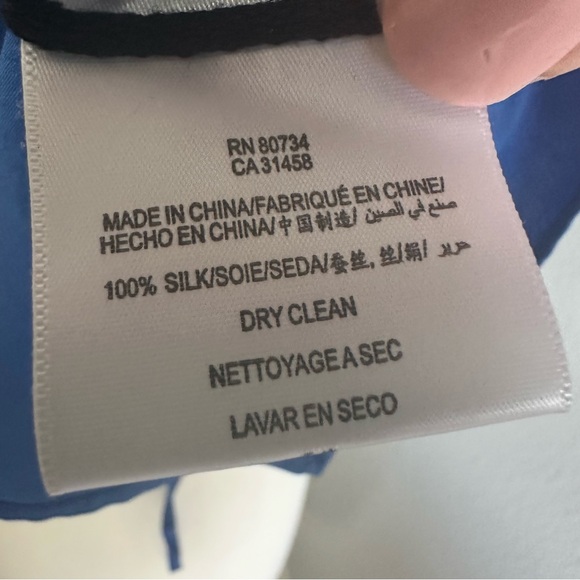 RN 80734
CA 31458
MADE IN CHINA/FABRIQUÉ EN CHINE/
HECHO EN CHINA/中国制造/ صنع في الصين
100% SILK/SOIE/SEDA/蚕丝, 丝/绢/ حرير
DRY CLEAN
NETTOYAGE A SEC
LAVAR EN SECO